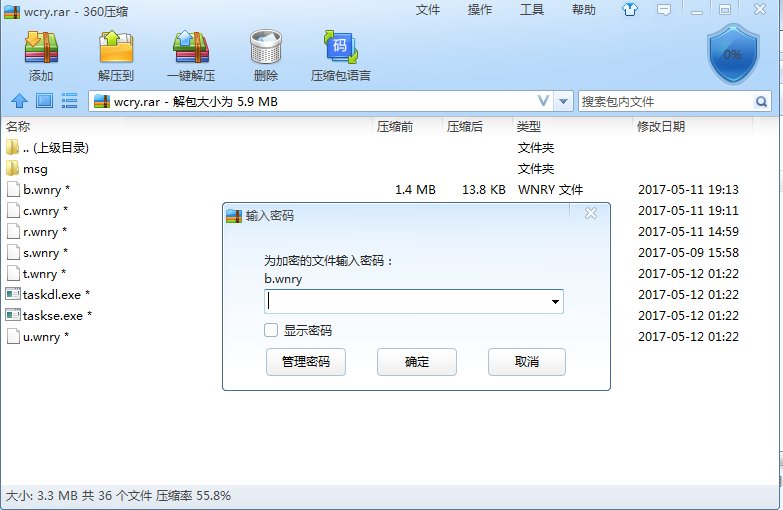 wcry.rar - 360压缩 文件 操作 工具 帮助
添加 解压到 一键解压 删除 压缩包语言 0%
码
wcry.rar - 解包大小为 5.9 MB 搜索包内文件
名称 压缩前 压缩后 类型 修改日期
.. (上级目录) 文件夹
msg 文件夹
b.wnry * 1.4 MB 13.8 KB WNRY 文件 2017-05-11 19:13
c.wnry * 2017-05-11 19:11
r.wnry * 2017-05-11 14:59
s.wnry * 2017-05-09 15:58
t.wnry * 2017-05-12 01:22
taskdl.exe * 2017-05-12 01:22
taskse.exe * 2017-05-12 01:22
u.wnry * 2017-05-12 01:22
输入密码
为加密的文件输入密码：
b.wnry
显示密码
管理密码 确定 取消
大小: 3.3 MB 共 36 个文件 压缩率 55.8%